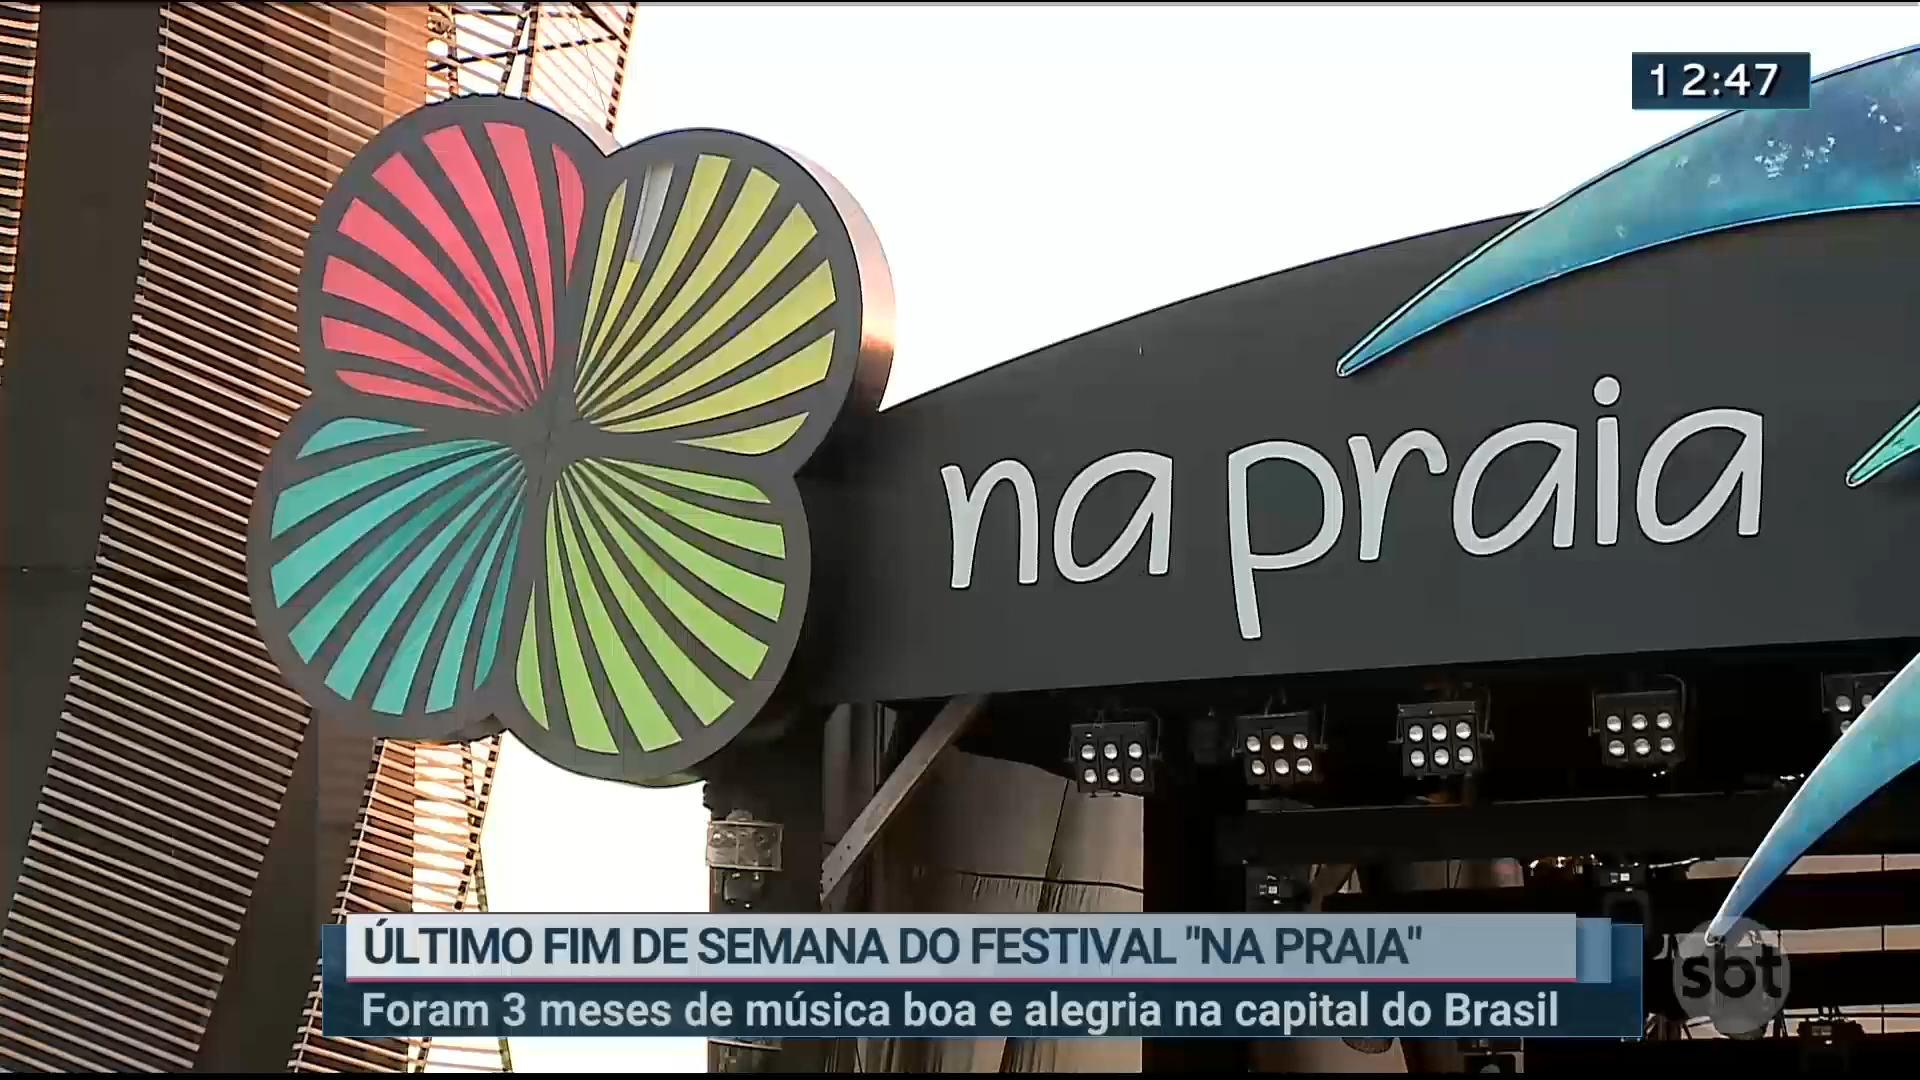 12:47
na praia
ÚLTIMO FIM DE SEMANA DO FESTIVAL "NA PRAIA"
Foram 3 meses de música boa e alegria na capital do Brasil
sbt